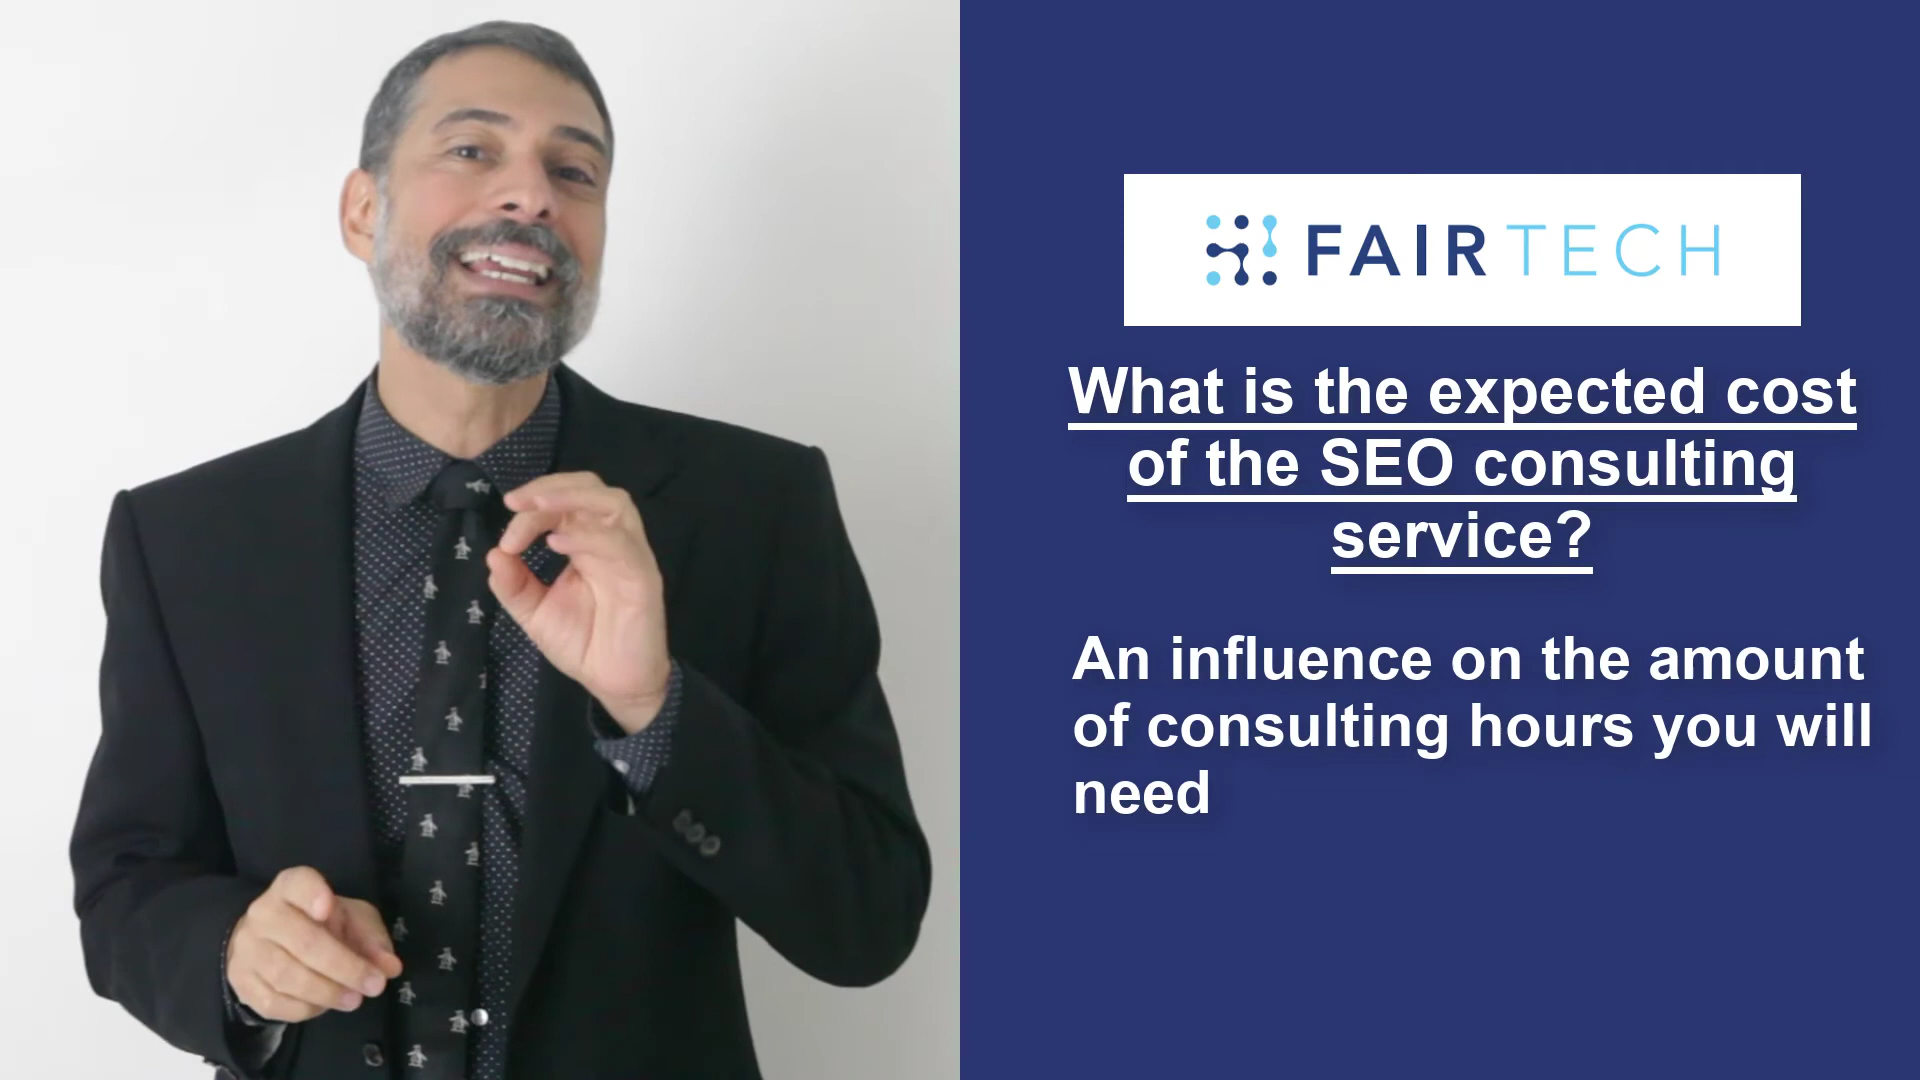 FAIRTECH
What is the expected cost
of the SEO consulting
service?
An influence on the amount
of consulting hours you will
need